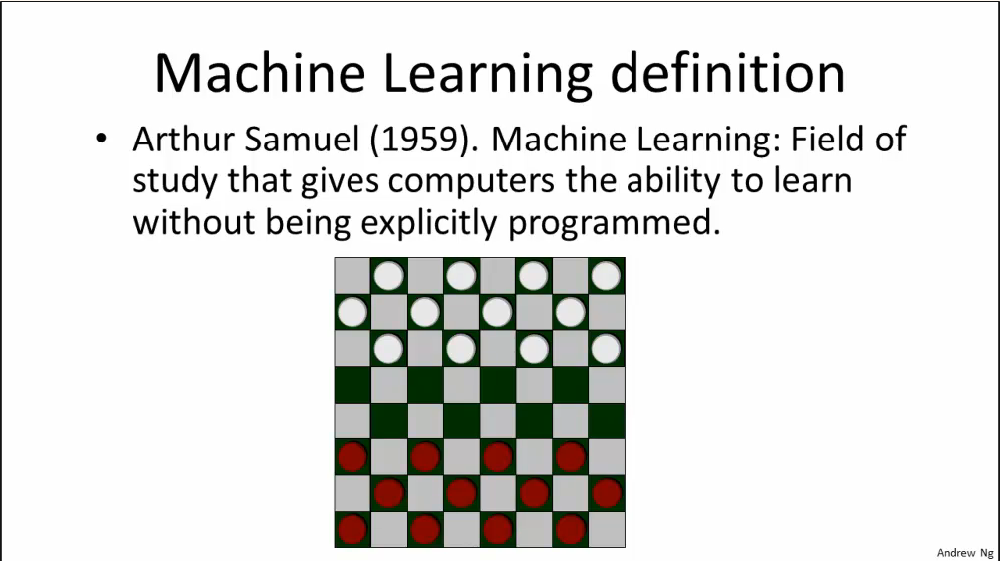 Machine Learning definition
• Arthur Samuel (1959). Machine Learning: Field of
study that gives computers the ability to learn
without being explicitly programmed.
Andrew Ng